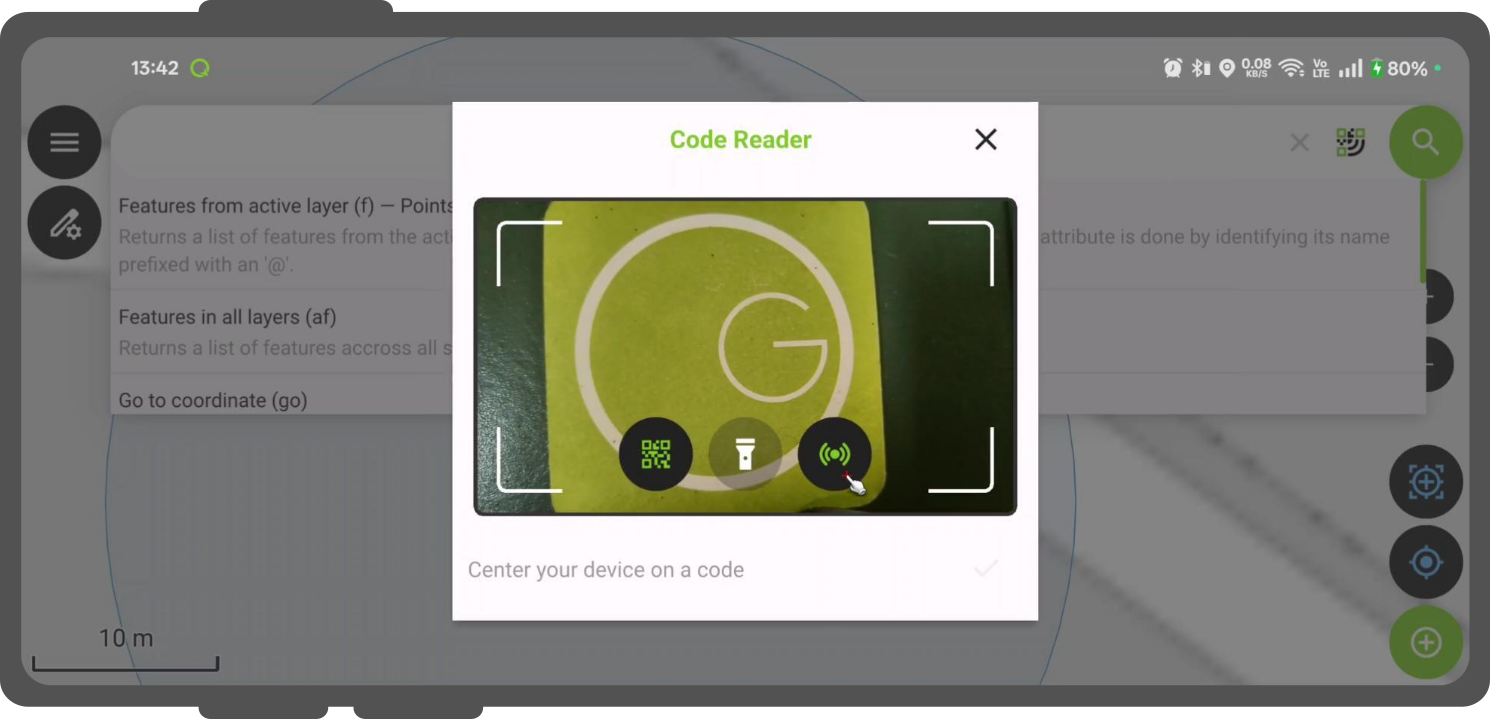 13:42
0.08 KB/S
Vo LTE
80%
Code Reader
Features from active layer (f) — Points
Returns a list of features from the acti
attribute is done by identifying its name
prefixed with an '@'.
Features in all layers (af)
Returns a list of features accross all s
Go to coordinate (go)
G
Center your device on a code
10 m